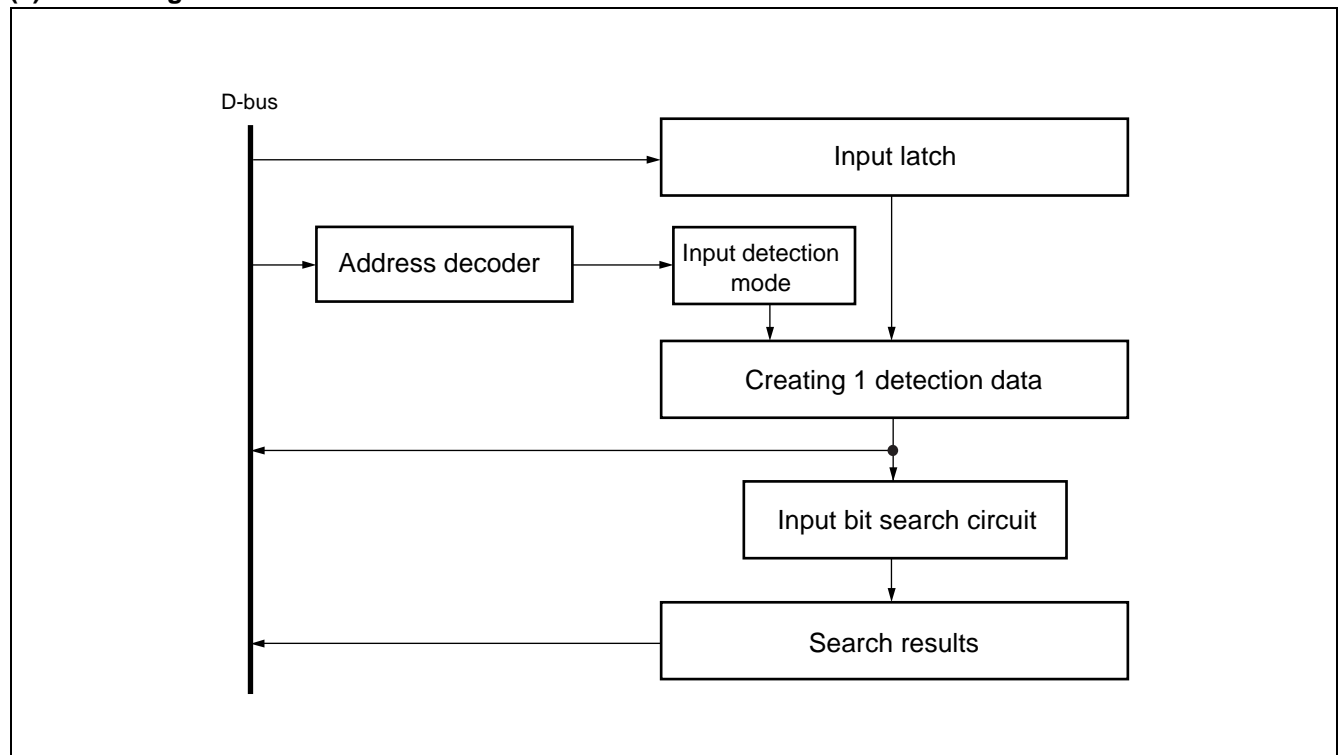 D-bus
Input latch
Address decoder
Input detection
mode
Creating 1 detection data
Input bit search circuit
Search results